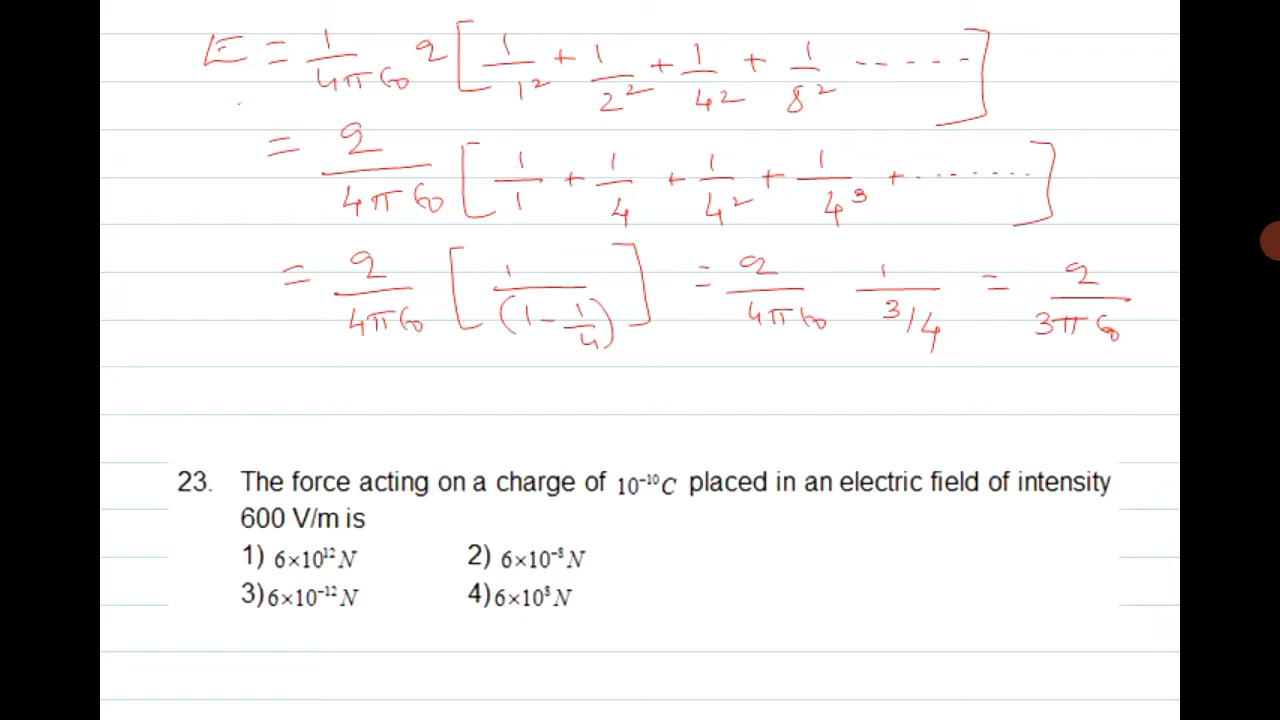 E = 1/4πε₀ q [1/1² + 1/2² + 1/4² + 1/8² ......]
= q/4πε₀ [1/1 + 1/4 + 1/4² + 1/4³ + .......]
= q/4πε₀ [1/(1 - 1/4)] = q/4πε₀ 1/3/4 = q/3πε₀
23. The force acting on a charge of 10⁻¹⁰C placed in an electric field of intensity
600 V/m is
1) 6×10¹²N 2) 6×10⁻⁸N
3)6×10⁻¹²N 4)6×10⁸N